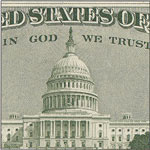 ED STATES OF
IN GOD WE TRUST